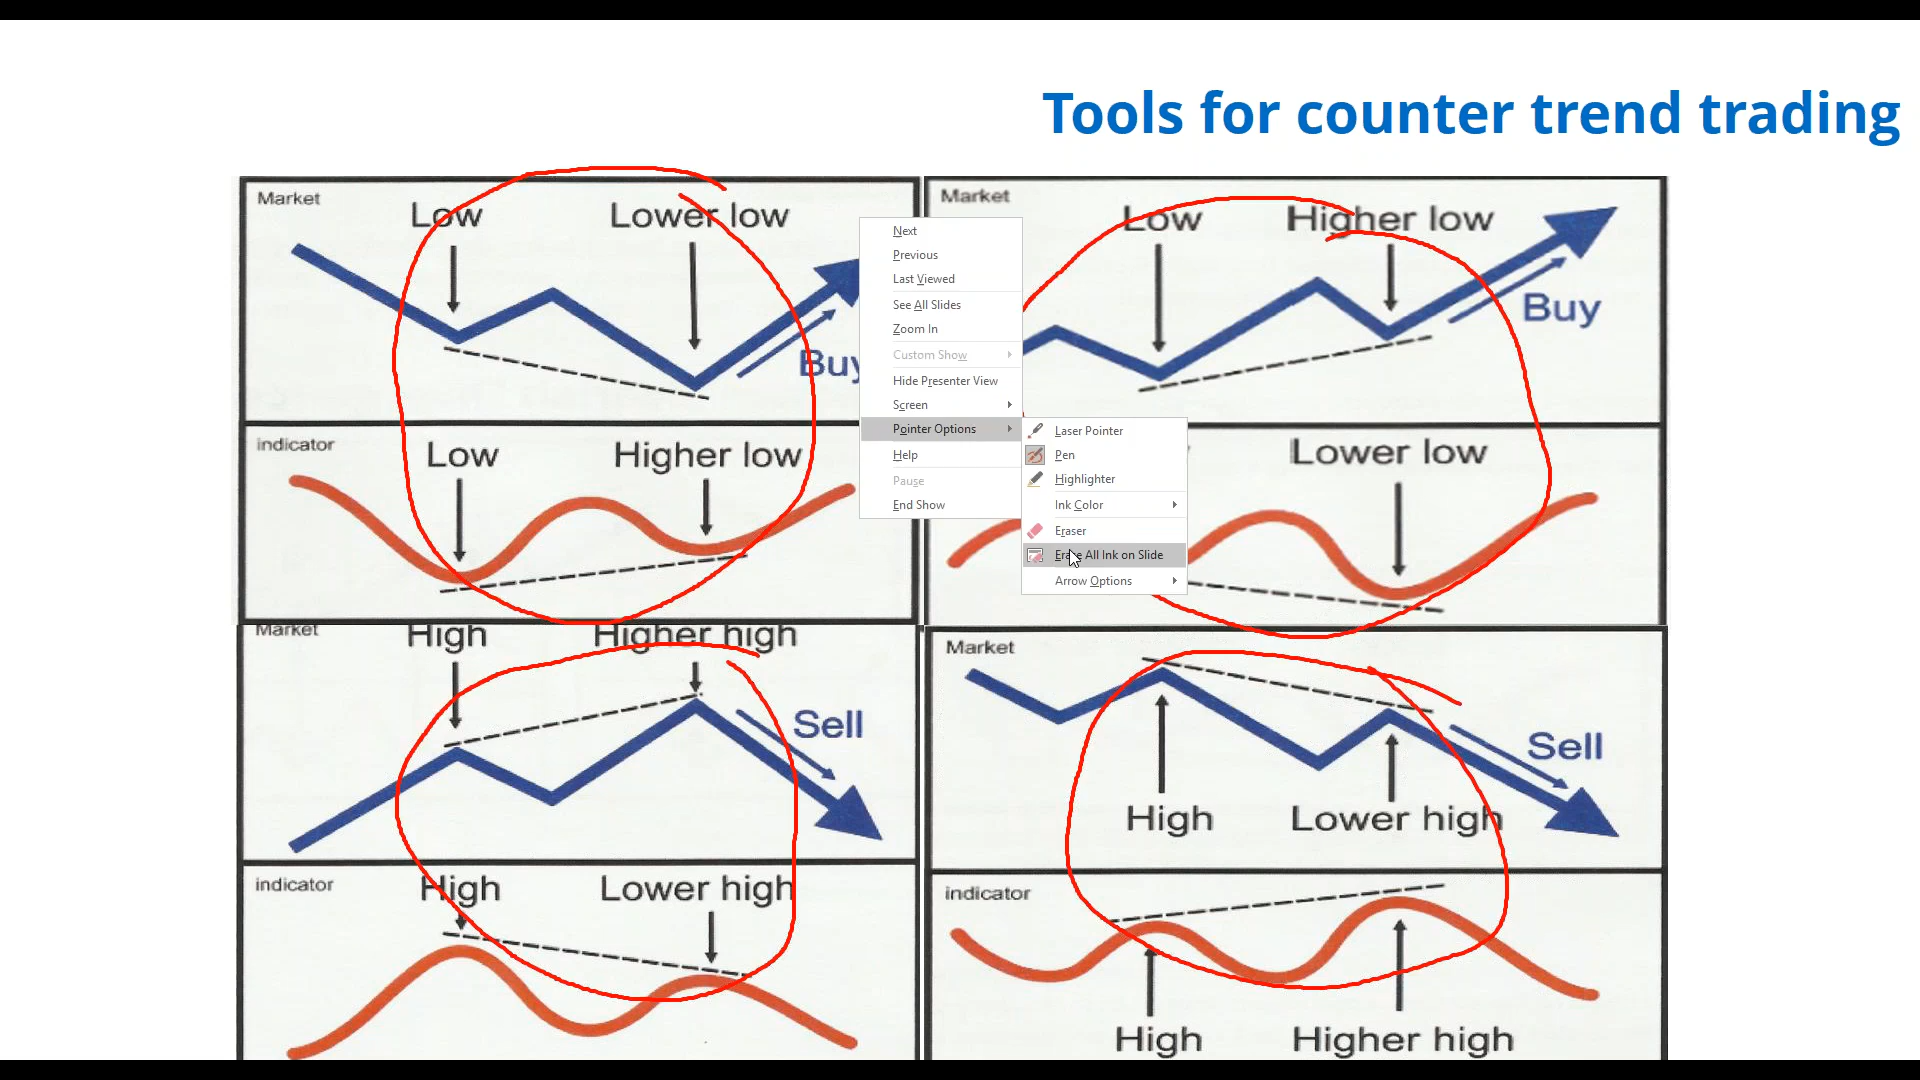 Tools for counter trend trading
Market
Low
Lower low
Buy
indicator
Low
Higher low
Market
Low
Higher low
Buy
Lower low
Next
Previous
Last Viewed
See All Slides
Zoom In
Custom Show
Hide Presenter View
Screen
Pointer Options
Help
Pause
End Show
Laser Pointer
Pen
Highlighter
Ink Color
Eraser
Erase All Ink on Slide
Arrow Options
Market
High
Higher high
Sell
indicator
High
Lower high
Market
Sell
High
Lower high
indicator
High
Higher high